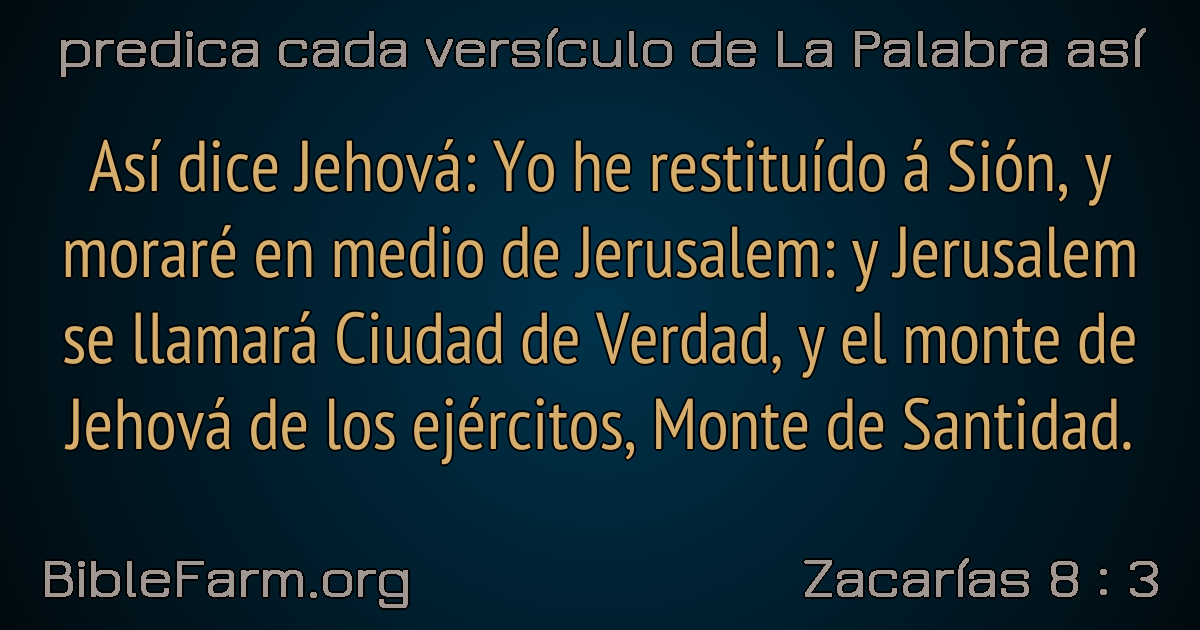 predica cada versículo de La Palabra así
Así dice Jehová: Yo he restituído á Sión, y
moraré en medio de Jerusalem: y Jerusalem
se llamará Ciudad de Verdad, y el monte de
Jehová de los ejércitos, Monte de Santidad.
BibleFarm.org
Zacarías 8 : 3